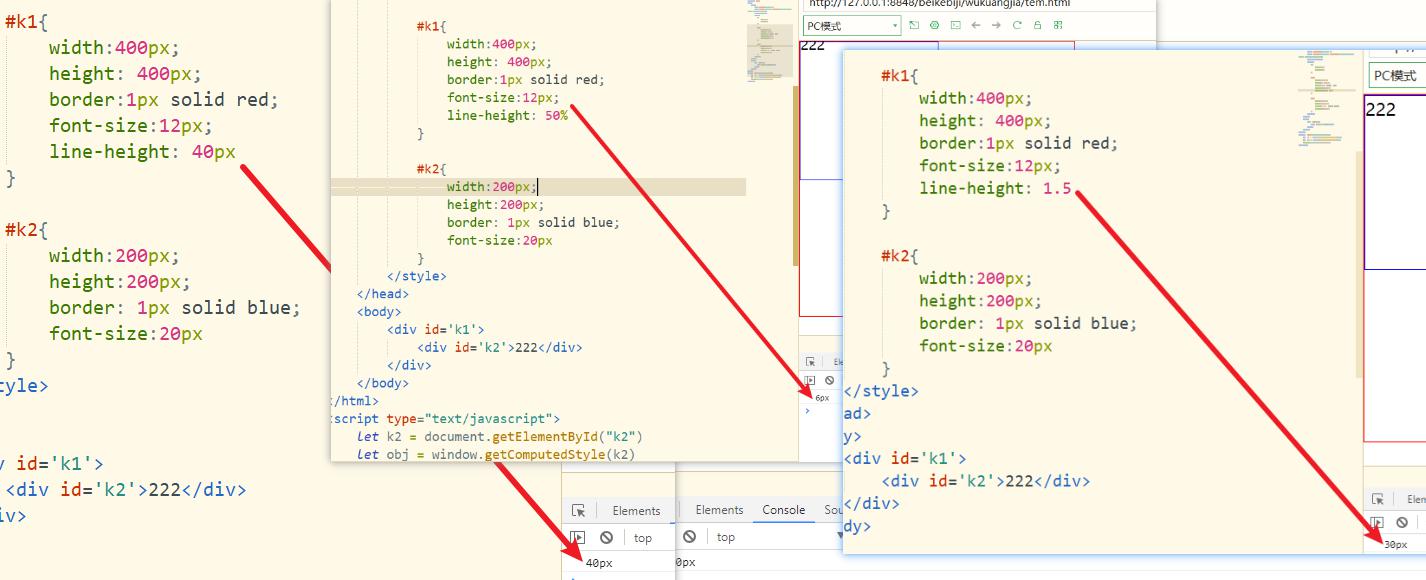 #k1{
width:400px;
height: 400px;
border:1px solid red;
font-size:12px;
line-height: 40px
}
#k2{
width:200px;
height:200px;
border: 1px solid blue;
font-size:20px
}
tyle>
id='k1'>
<div id='k2'>222</div>
iv>
Elements
top
40px
#k1{
width:400px;
height: 400px;
border:1px solid red;
font-size:12px;
line-height: 50%
}
#k2{
width:200px;
height:200px;
border: 1px solid blue;
font-size:20px
}
</style>
</head>
<body>
<div id='k1'>
<div id='k2'>222</div>
</div>
</body>
</html>
script type="text/javascript">
let k2 = document.getElementById("k2")
let obj = window.getComputedStyle(k2)
http://127.0.0.1:8848/beikebiji/wukuangjia/tem.html
PC模式
222
Ele
6px
Elements Console Sou
top
0px
#k1{
width:400px;
height: 400px;
border:1px solid red;
font-size:12px;
line-height: 1.5
}
#k2{
width:200px;
height:200px;
border: 1px solid blue;
font-size:20px
}
</style>
ad>
y>
<div id='k1'>
<div id='k2'>222</div>
</div>
dy>
PC模式
222
Elem
30px